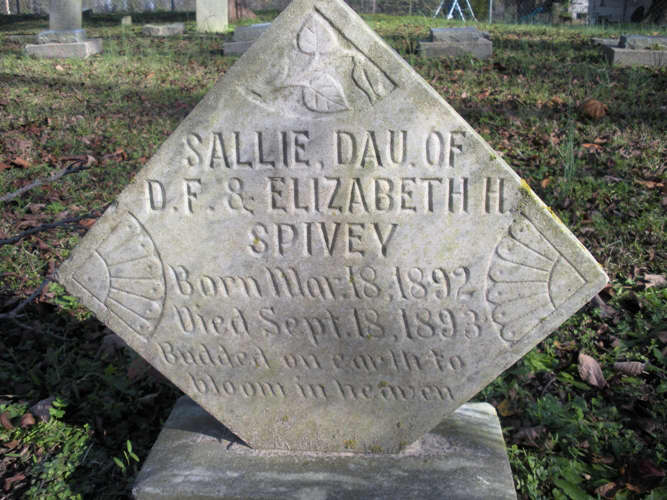 SALLIE, DAU. OF
D. F. & ELIZABETH H
SPIVEY
Born Mar. 18, 1892
Died Sept. 18, 1893
Budded on earth to
bloom in heaven